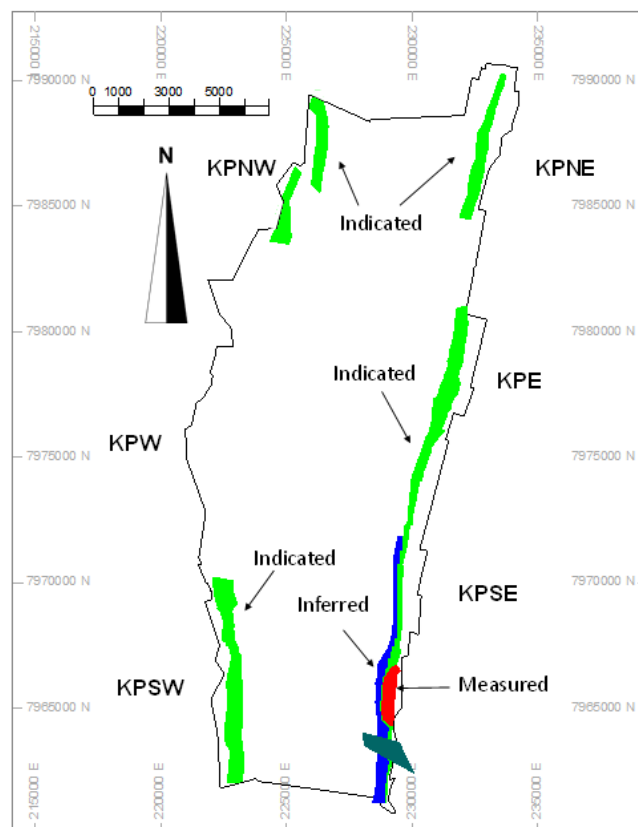 215000 E
220000 E
225000 E
230000 E
235000 E
7990000 N
7990000 N
0 1000 3000 5000
N
KPNW
KPNE
Indicated
7985000 N
7985000 N
7980000 N
7980000 N
Indicated
KPE
KPW
7975000 N
7975000 N
Indicated
7970000 N
7970000 N
Inferred
KPSE
KPSW
Measured
7965000 N
7965000 N
215000 E
220000 E
225000 E
230000 E
235000 E